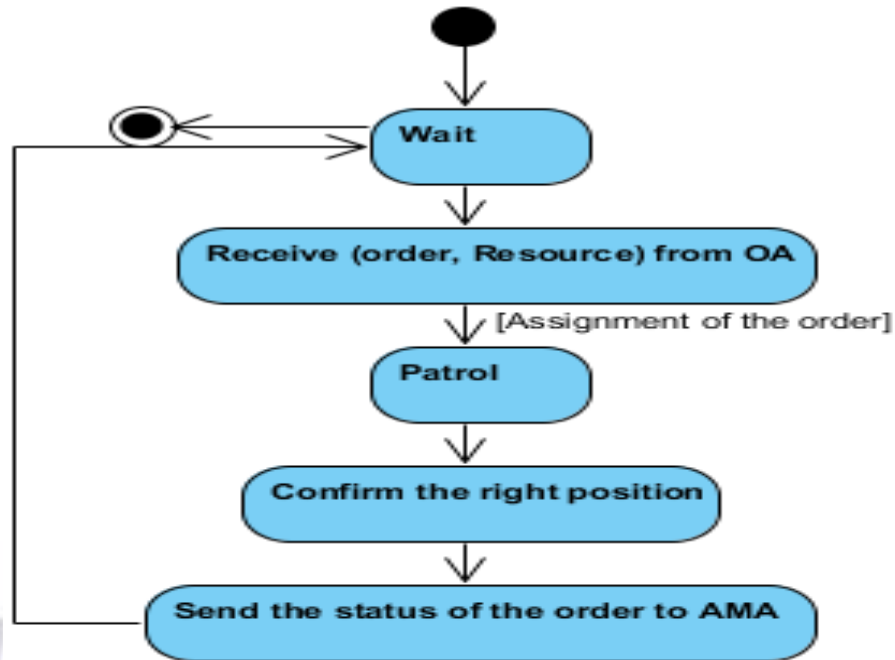 Wait
Receive (order, Resource) from OA
[Assignment of the order]
Patrol
Confirm the right position
Send the status of the order to AMA